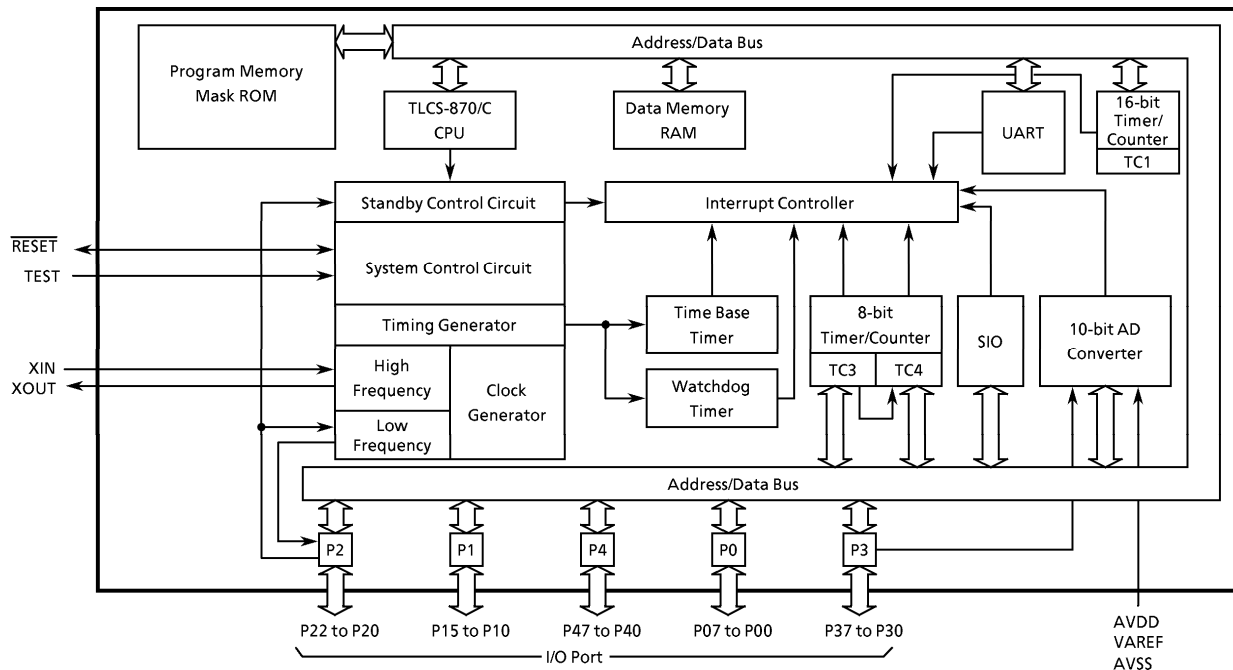 Address/Data Bus
Program Memory
Mask ROM
TLCS-870/C
CPU
Data Memory
RAM
UART
16-bit
Timer/
Counter
TC1
Standby Control Circuit
Interrupt Controller
RESET
TEST
System Control Circuit
Timing Generator
Time Base
Timer
8-bit
Timer/Counter
TC3
TC4
SIO
10-bit AD
Converter
XIN
XOUT
High
Frequency
Clock
Generator
Watchdog
Timer
Low
Frequency
Address/Data Bus
P2
P1
P4
P0
P3
P22 to P20
P15 to P10
P47 to P40
P07 to P00
P37 to P30
I/O Port
AVDD
VAREF
AVSS